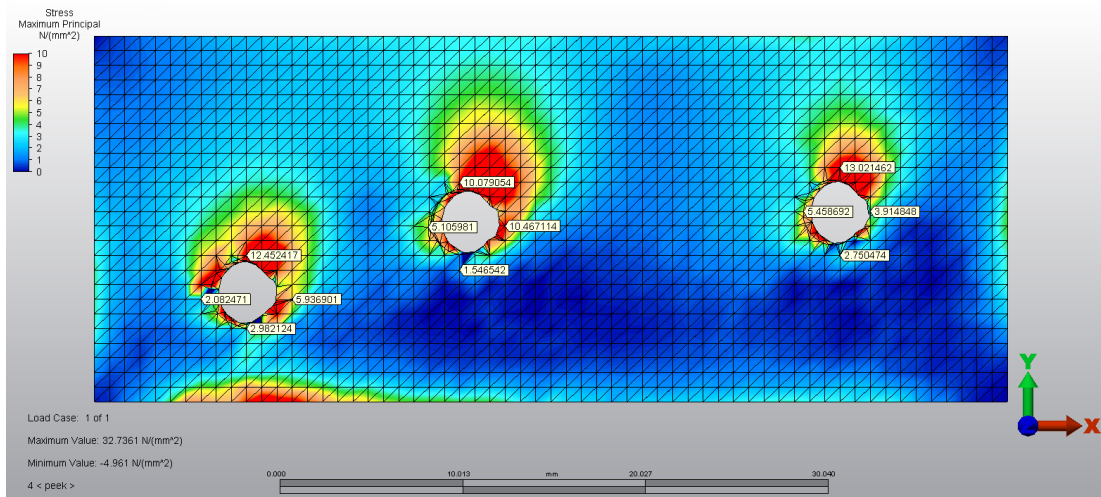 Stress
Maximum Principal
N/(mm^2)
10
9
8
7
6
5
4
3
2
1
0
13.021462
10.079054
5.458692
3.914848
5.105981
10.467114
12.452417
2.750474
1.546542
2.082471
5.936901
2.982124
Y
X
Load Case: 1 of 1
Maximum Value: 32.7361 N/(mm^2)
Minimum Value: -4.961 N/(mm^2)
0.000
10.013
mm
20.027
30.040
4 < peek >